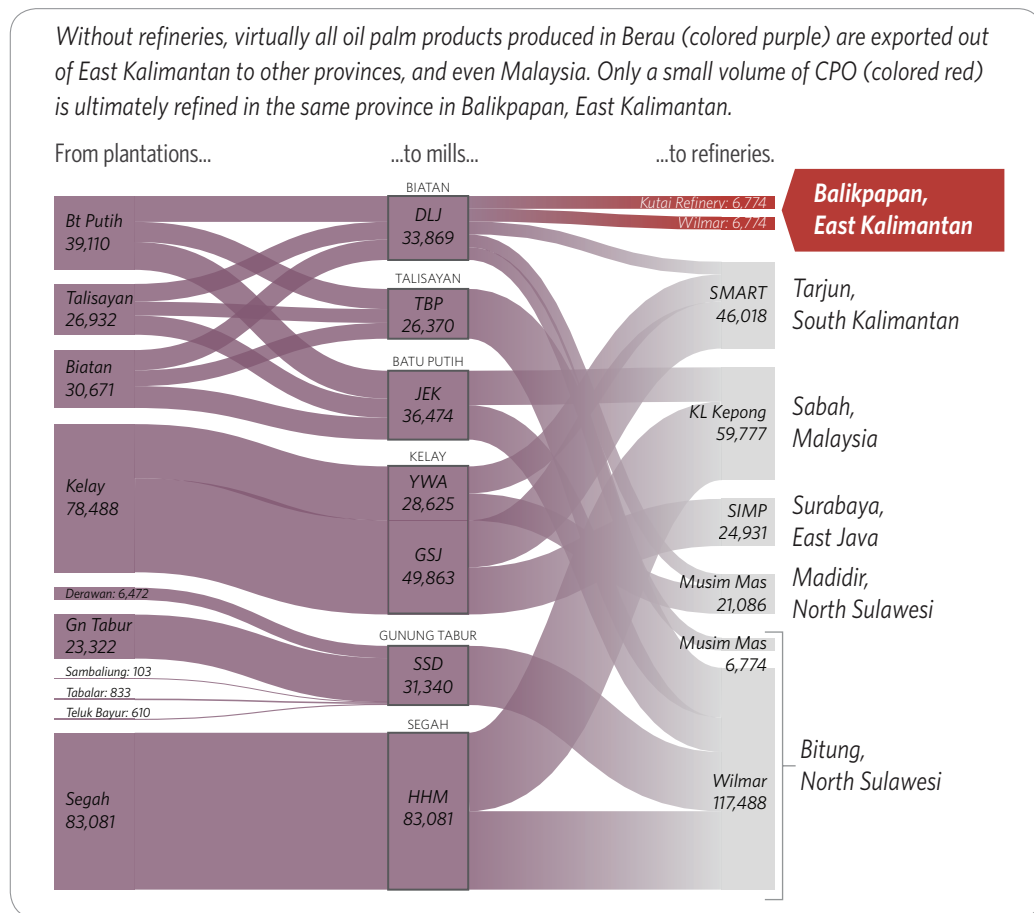 Without refineries, virtually all oil palm products produced in Berau (colored purple) are exported out
of East Kalimantan to other provinces, and even Malaysia. Only a small volume of CPO (colored red)
is ultimately refined in the same province in Balikpapan, East Kalimantan.
From plantations...
...to mills...
...to refineries.
Bt Putih
39,110
Talisayan
26,932
Biatan
30,671
Kelay
78,488
Derawan: 6,472
Gn Tabur
23,322
Sambaliung: 103
Tabalar: 833
Teluk Bayur: 610
Segah
83,081
BIATAN
DLJ
33,869
TALISAYAN
TBP
26,370
BATU PUTIH
JEK
36,474
KELAY
YWA
28,625
GSJ
49,863
GUNUNG TABUR
SSD
31,340
SEGAH
HHM
83,081
Kutai Refinery: 6,774
Wilmar: 6,774
Balikpapan,
East Kalimantan
SMART
46,018
Tarjun,
South Kalimantan
KL Kepong
59,777
Sabah,
Malaysia
SIMP
24,931
Surabaya,
East Java
Musim Mas
21,086
Madidir,
North Sulawesi
Musim Mas
6,774
Wilmar
117,488
Bitung,
North Sulawesi